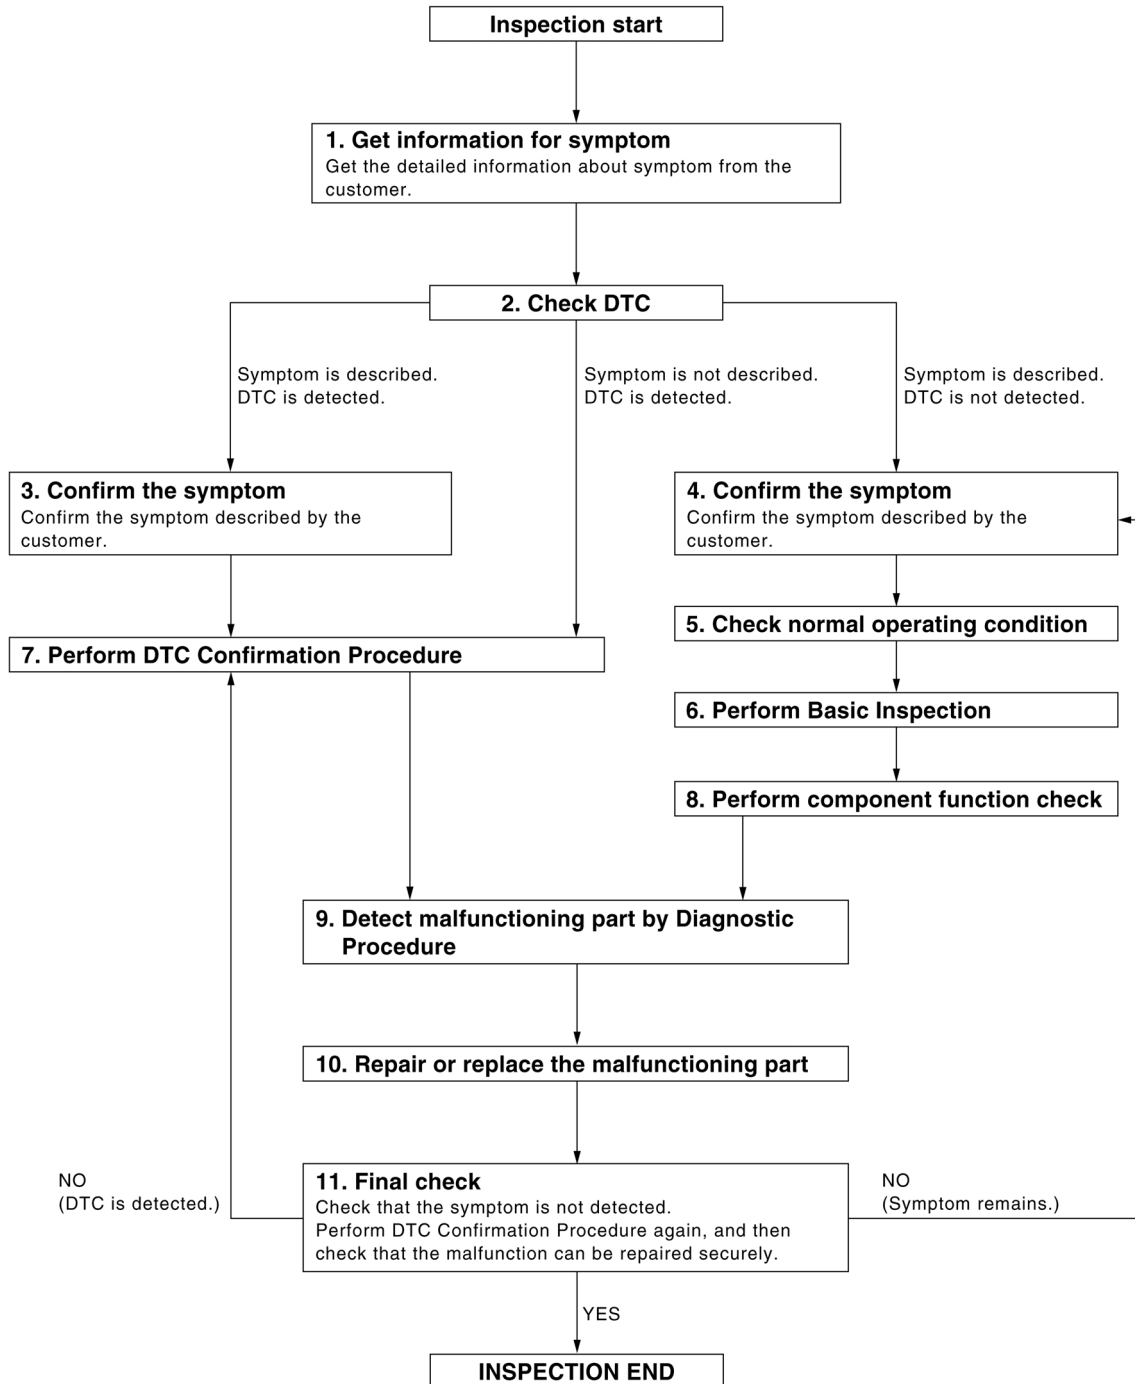 Inspection start
1. Get information for symptom
Get the detailed information about symptom from the
customer.
2. Check DTC
Symptom is described.
DTC is detected.
Symptom is not described.
DTC is detected.
Symptom is described.
DTC is not detected.
3. Confirm the symptom
Confirm the symptom described by the
customer.
4. Confirm the symptom
Confirm the symptom described by the
customer.
5. Check normal operating condition
7. Perform DTC Confirmation Procedure
6. Perform Basic Inspection
8. Perform component function check
9. Detect malfunctioning part by Diagnostic
Procedure
10. Repair or replace the malfunctioning part
NO
(DTC is detected.)
11. Final check
Check that the symptom is not detected.
Perform DTC Confirmation Procedure again, and then
check that the malfunction can be repaired securely.
NO
(Symptom remains.)
YES
INSPECTION END